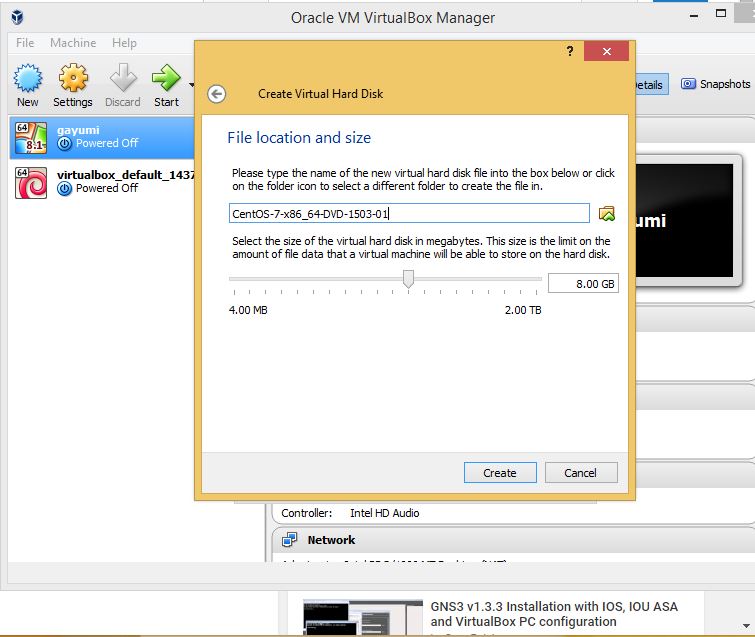 Oracle VM VirtualBox Manager
File Machine Help
New Settings Discard Start
Details Snapshots
64 8.1
gayumi
Powered Off
64
virtualbox_default_1437
Powered Off
?
Create Virtual Hard Disk
File location and size
Please type the name of the new virtual hard disk file into the box below or click
on the folder icon to select a different folder to create the file in.
CentOS-7-x86_64-DVD-1503-01
Select the size of the virtual hard disk in megabytes. This size is the limit on the
amount of file data that a virtual machine will be able to store on the hard disk.
8.00 GB
4.00 MB 2.00 TB
Create Cancel
umi
Controller: Intel HD Audio
Network
GNS3 v1.3.3 Installation with IOS, IOU ASA
and VirtualBox PC configuration